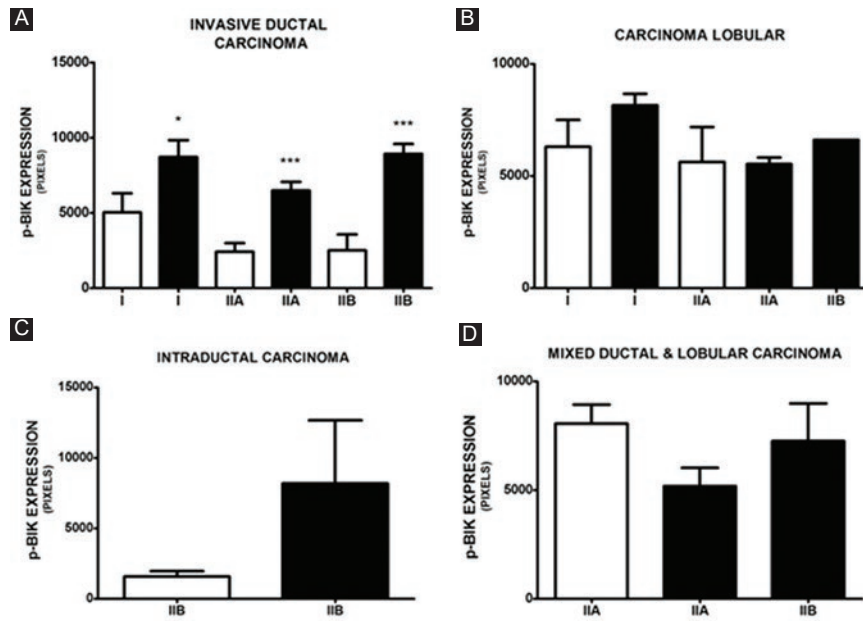 A
INVASIVE DUCTAL
CARCINOMA
p-BIK EXPRESSION
(PIXELS)
15000
10000
5000
0
*
***
***
I
I
IIA
IIA
IIB
IIB
B
CARCINOMA LOBULAR
p-BIK EXPRESSION
(PIXELS)
10000
5000
0
I
I
IIA
IIA
IIB
C
INTRADUCTAL CARCINOMA
p-BIK EXPRESSION
(PIXELS)
15000
10000
5000
0
IIB
IIB
D
MIXED DUCTAL & LOBULAR CARCINOMA
p-BIK EXPRESSION
(PIXELS)
10000
5000
0
IIA
IIA
IIB